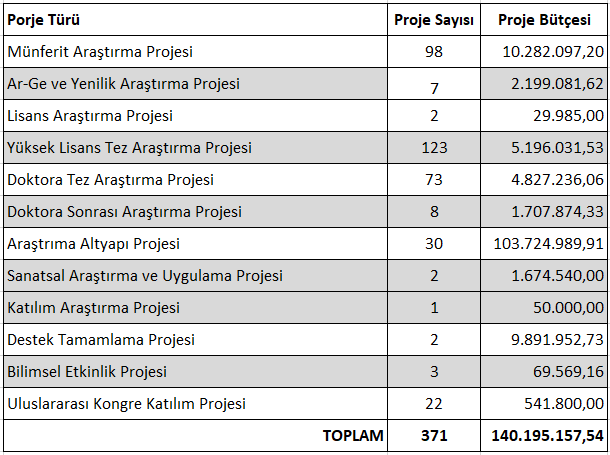 Porje Türü Proje Sayısı Proje Bütçesi
Münferit Araştırma Projesi 98 10.282.097,20
Ar-Ge ve Yenilik Araştırma Projesi 7 2.199.081,62
Lisans Araştırma Projesi 2 29.985,00
Yüksek Lisans Tez Araştırma Projesi 123 5.196.031,53
Doktora Tez Araştırma Projesi 73 4.827.236,06
Doktora Sonrası Araştırma Projesi 8 1.707.874,33
Araştrıma Altyapı Projesi 30 103.724.989,91
Sanatsal Araştırma ve Uygulama Projesi 2 1.674.540,00
Katılım Araştırma Projesi 1 50.000,00
Destek Tamamlama Projesi 2 9.891.952,73
Bilimsel Etkinlik Projesi 3 69.569,16
Uluslararası Kongre Katılım Projesi 22 541.800,00
TOPLAM 371 140.195.157,54